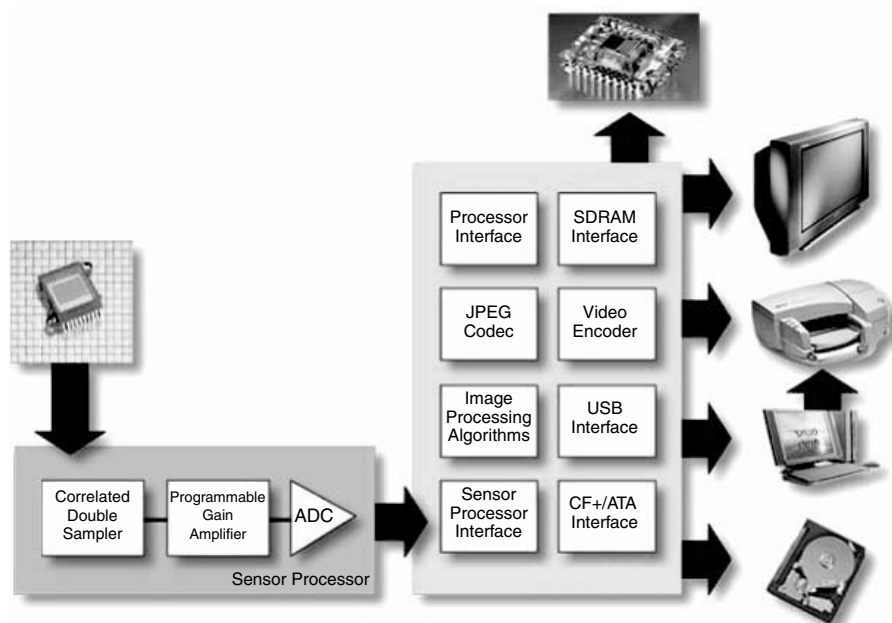 Processor
Interface
SDRAM
Interface
JPEG
Codec
Video
Encoder
Image
Processing
Algorithms
USB
Interface
Sensor
Processor
Interface
CF+/ATA
Interface
Correlated
Double
Sampler
Programmable
Gain
Amplifier
ADC
Sensor Processor